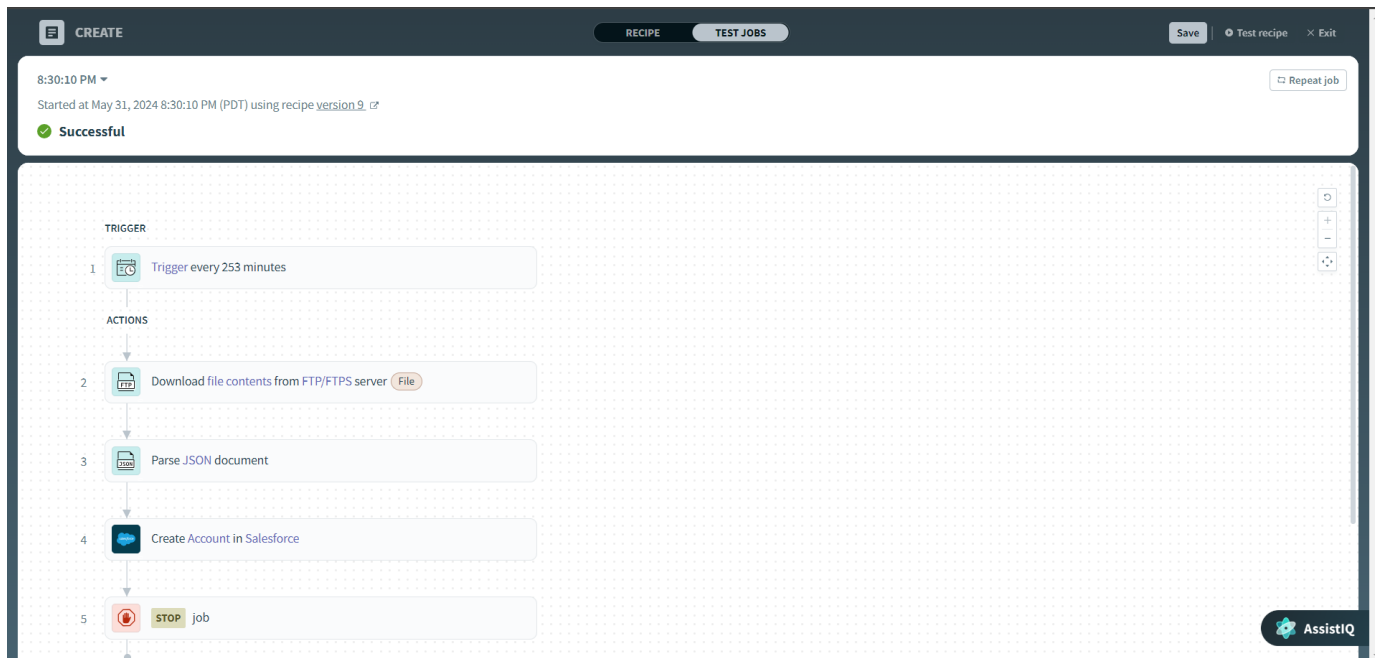 CREATE
RECIPE
TEST JOBS
Save
Test recipe
Exit
8:30:10 PM
Repeat job
Started at May 31, 2024 8:30:10 PM (PDT) using recipe version 9
Successful
TRIGGER
1 Trigger every 253 minutes
ACTIONS
2 FTP Download file contents from FTP/FTPS server File
3 JSON Parse JSON document
4 Create Account in Salesforce
5 STOP job
AssistIQ